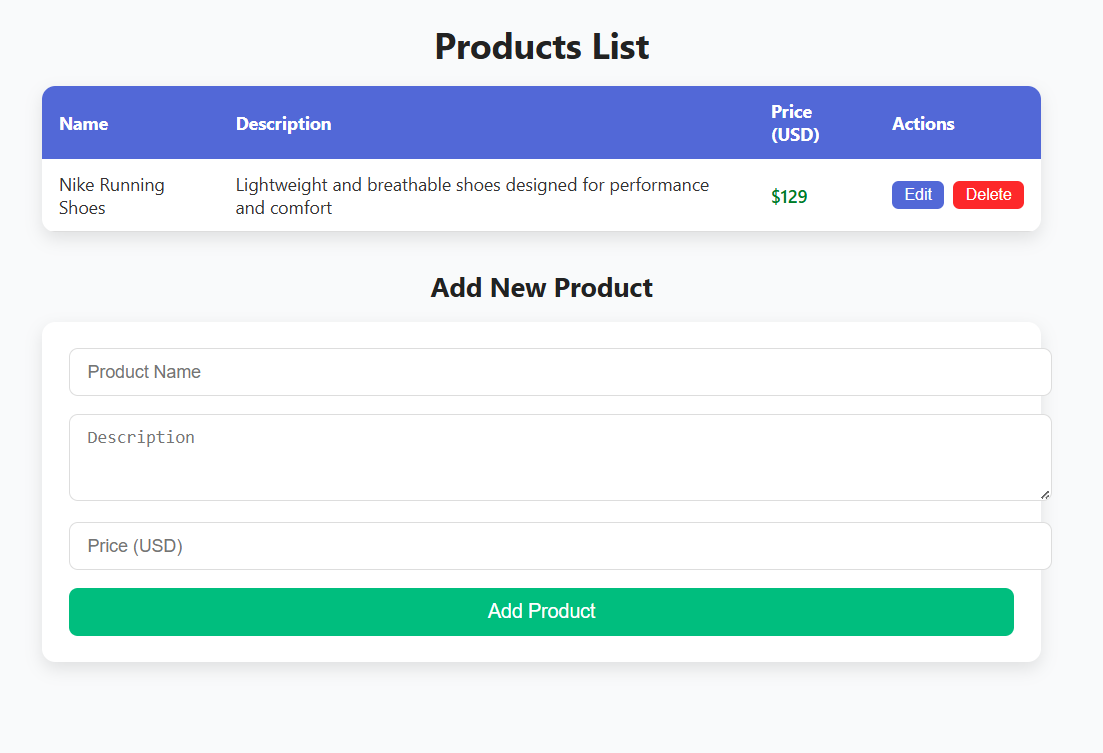 Products List
Name Description Price (USD) Actions
Nike Running Shoes Lightweight and breathable shoes designed for performance and comfort $129 Edit Delete
Add New Product
Product Name
Description
Price (USD)
Add Product